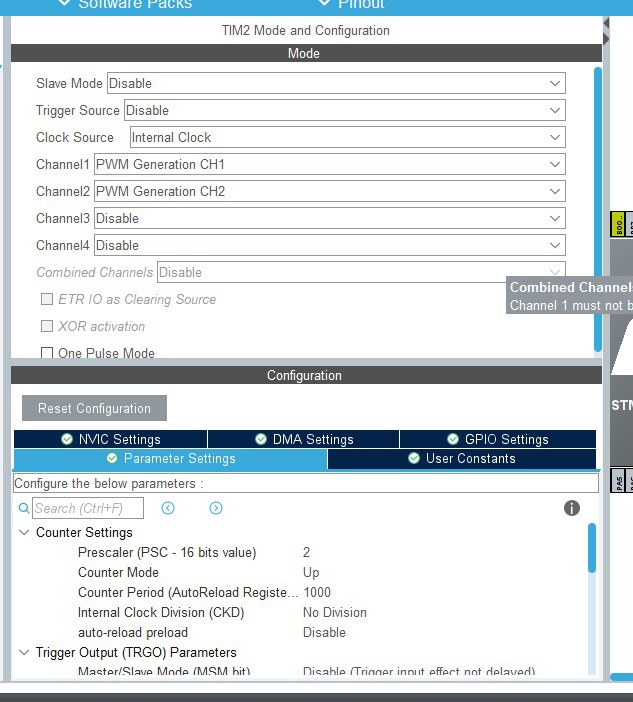 Software Packs
Pinout
TIM2 Mode and Configuration
Mode
Slave Mode Disable
Trigger Source Disable
Clock Source Internal Clock
Channel1 PWM Generation CH1
Channel2 PWM Generation CH2
Channel3 Disable
Channel4 Disable
Combined Channels Disable
Combined Channel
Channel 1 must not b
ETR IO as Clearing Source
XOR activation
One Pulse Mode
Configuration
Reset Configuration
NVIC Settings
DMA Settings
GPIO Settings
Parameter Settings
User Constants
Configure the below parameters :
Search (Ctrl+F)
Counter Settings
Prescaler (PSC - 16 bits value) 2
Counter Mode Up
Counter Period (AutoReload Registe... 1000
Internal Clock Division (CKD) No Division
auto-reload preload Disable
Trigger Output (TRGO) Parameters
Master/Slave Mode (MSM bit) Disable (Trigger input effect not delayed)
BOO..
STM
PA5